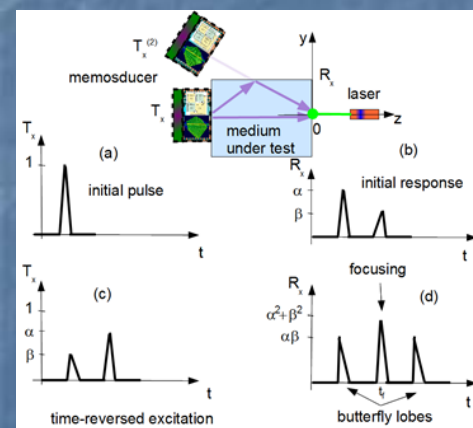 Tx(2)
memosducer
Tx
medium
under test
y
Rx
laser
0
z
Tx
1
(a)
initial pulse
t
(b)
Rx
α
β
initial response
t
focusing
Tx
1
α
β
(c)
t
time-reversed excitation
Rx
(d)
α²+β²
αβ
tf
t
butterfly lobes